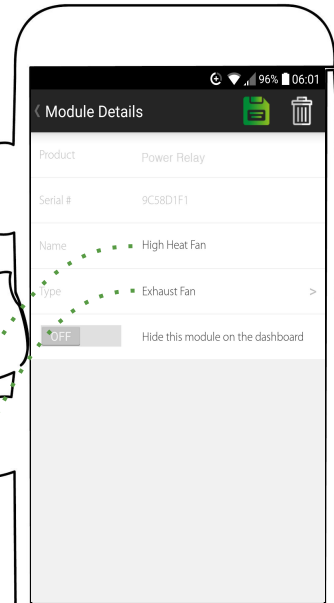 96% 06:01
Module Details
Product Power Relay
Serial # 9C58D1F1
Name High Heat Fan
Type Exhaust Fan >
OFF Hide this module on the dashboard